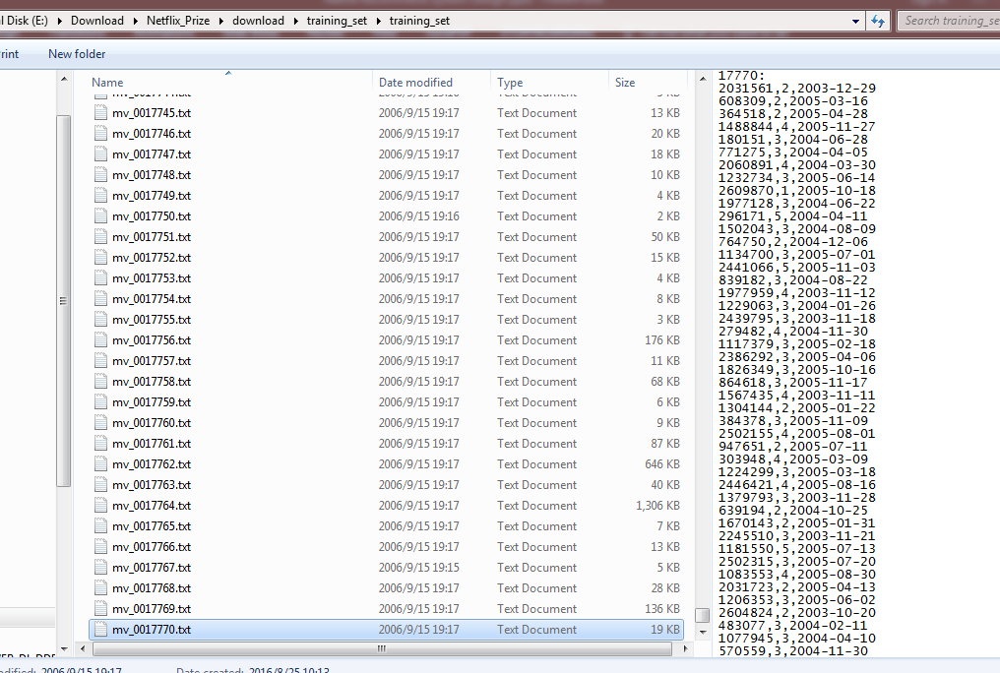 l Disk (E:) ▸ Download ▸ Netflix_Prize ▸ download ▸ training_set ▸ training_set
Search training_se
rint New folder
Name Date modified Type Size
mv_0017745.txt 2006/9/15 19:17 Text Document 13 KB
mv_0017746.txt 2006/9/15 19:17 Text Document 20 KB
mv_0017747.txt 2006/9/15 19:17 Text Document 18 KB
mv_0017748.txt 2006/9/15 19:17 Text Document 10 KB
mv_0017749.txt 2006/9/15 19:17 Text Document 4 KB
mv_0017750.txt 2006/9/15 19:16 Text Document 2 KB
mv_0017751.txt 2006/9/15 19:17 Text Document 50 KB
mv_0017752.txt 2006/9/15 19:17 Text Document 15 KB
mv_0017753.txt 2006/9/15 19:17 Text Document 4 KB
mv_0017754.txt 2006/9/15 19:17 Text Document 8 KB
mv_0017755.txt 2006/9/15 19:17 Text Document 3 KB
mv_0017756.txt 2006/9/15 19:17 Text Document 176 KB
mv_0017757.txt 2006/9/15 19:17 Text Document 11 KB
mv_0017758.txt 2006/9/15 19:17 Text Document 68 KB
mv_0017759.txt 2006/9/15 19:17 Text Document 6 KB
mv_0017760.txt 2006/9/15 19:17 Text Document 9 KB
mv_0017761.txt 2006/9/15 19:17 Text Document 87 KB
mv_0017762.txt 2006/9/15 19:17 Text Document 646 KB
mv_0017763.txt 2006/9/15 19:17 Text Document 40 KB
mv_0017764.txt 2006/9/15 19:17 Text Document 1,306 KB
mv_0017765.txt 2006/9/15 19:17 Text Document 7 KB
mv_0017766.txt 2006/9/15 19:17 Text Document 13 KB
mv_0017767.txt 2006/9/15 19:15 Text Document 5 KB
mv_0017768.txt 2006/9/15 19:17 Text Document 28 KB
mv_0017769.txt 2006/9/15 19:17 Text Document 136 KB
mv_0017770.txt 2006/9/15 19:17 Text Document 19 KB
17770:
2031561,2,2003-12-29
608309,2,2005-03-16
364518,2,2005-04-28
1488844,4,2005-11-27
180151,3,2004-06-28
771275,3,2004-04-05
2060891,4,2004-03-30
1232734,3,2005-06-14
2609870,1,2005-10-18
1977128,3,2004-06-22
296171,5,2004-04-11
1502043,3,2004-08-09
764750,2,2004-12-06
1134700,3,2005-07-01
2441066,5,2005-11-03
839182,3,2004-08-22
1977959,4,2003-11-12
1229063,3,2004-01-26
2439795,3,2003-11-18
279482,4,2004-11-30
1117379,3,2005-02-18
2386292,3,2005-04-06
1826349,3,2005-10-16
864618,3,2005-11-17
1567435,4,2003-11-11
1304144,2,2005-01-22
384378,3,2005-11-09
2502155,4,2005-08-01
947651,2,2005-07-11
303948,4,2005-03-09
1224299,3,2005-03-18
2446421,4,2005-08-16
1379793,3,2003-11-28
639194,2,2004-10-25
1670143,2,2005-01-31
2245510,3,2003-11-21
1181550,5,2005-07-13
2502315,3,2005-07-20
1083553,4,2005-08-30
2031723,2,2005-04-13
1206353,3,2005-06-02
2604824,2,2003-10-20
483077,3,2004-02-11
1077945,3,2004-04-10
570559,3,2004-11-30
odified: 2006/9/15 19:17 Date created: 2016/8/25 10:13